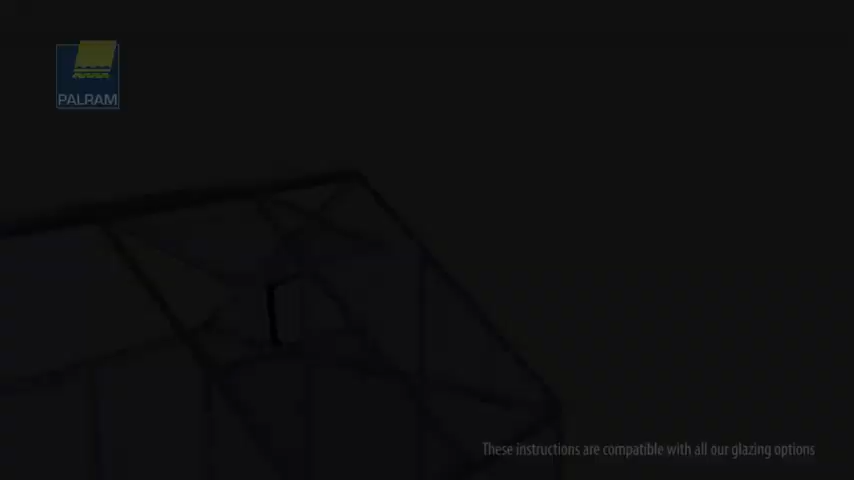 PALRAM
These instructions are compatible with all our glazing options